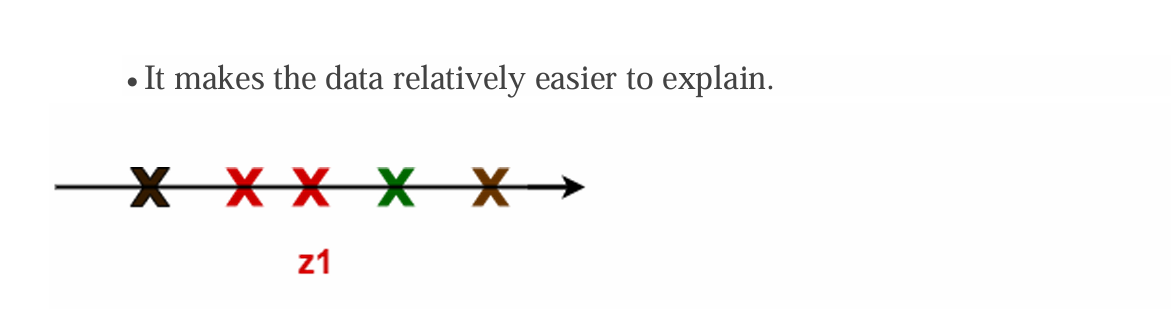 • It makes the data relatively easier to explain.
X X X X X
z1